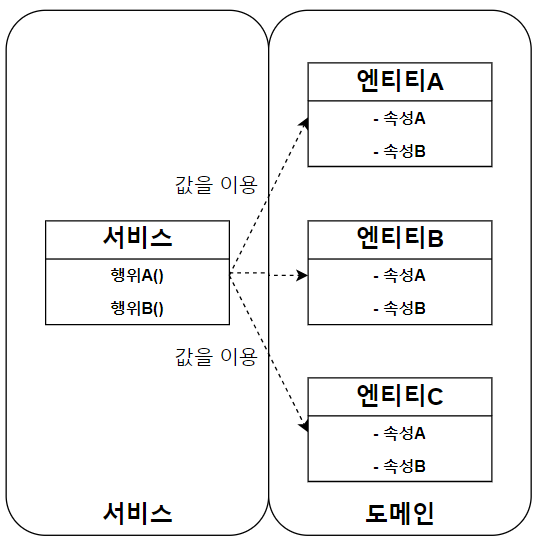 엔티티A
- 속성A
- 속성B
값을 이용
서비스
행위A()
행위B()
엔티티B
- 속성A
- 속성B
값을 이용
엔티티C
- 속성A
- 속성B
서비스
도메인